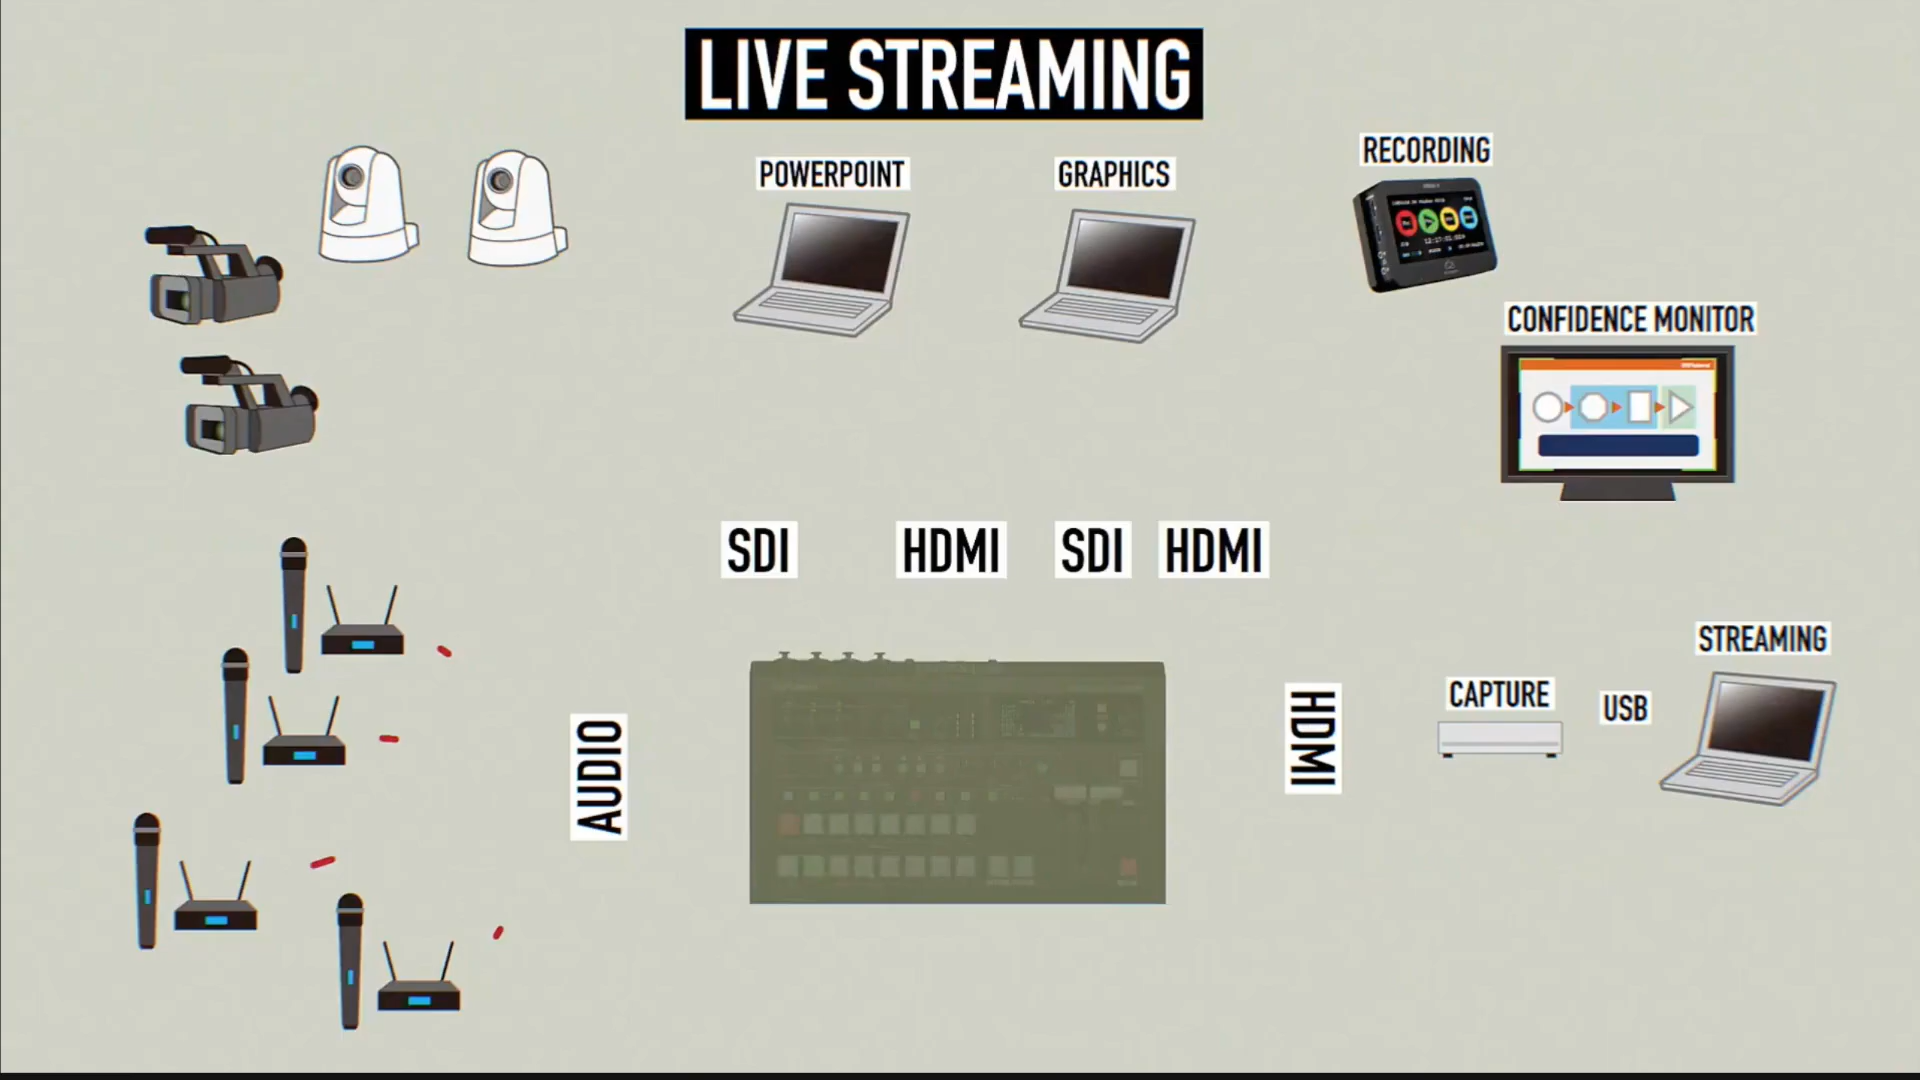 LIVE STREAMING
POWERPOINT
GRAPHICS
RECORDING
CONFIDENCE MONITOR
SDI
HDMI
SDI
HDMI
AUDIO
HDMI
CAPTURE
USB
STREAMING